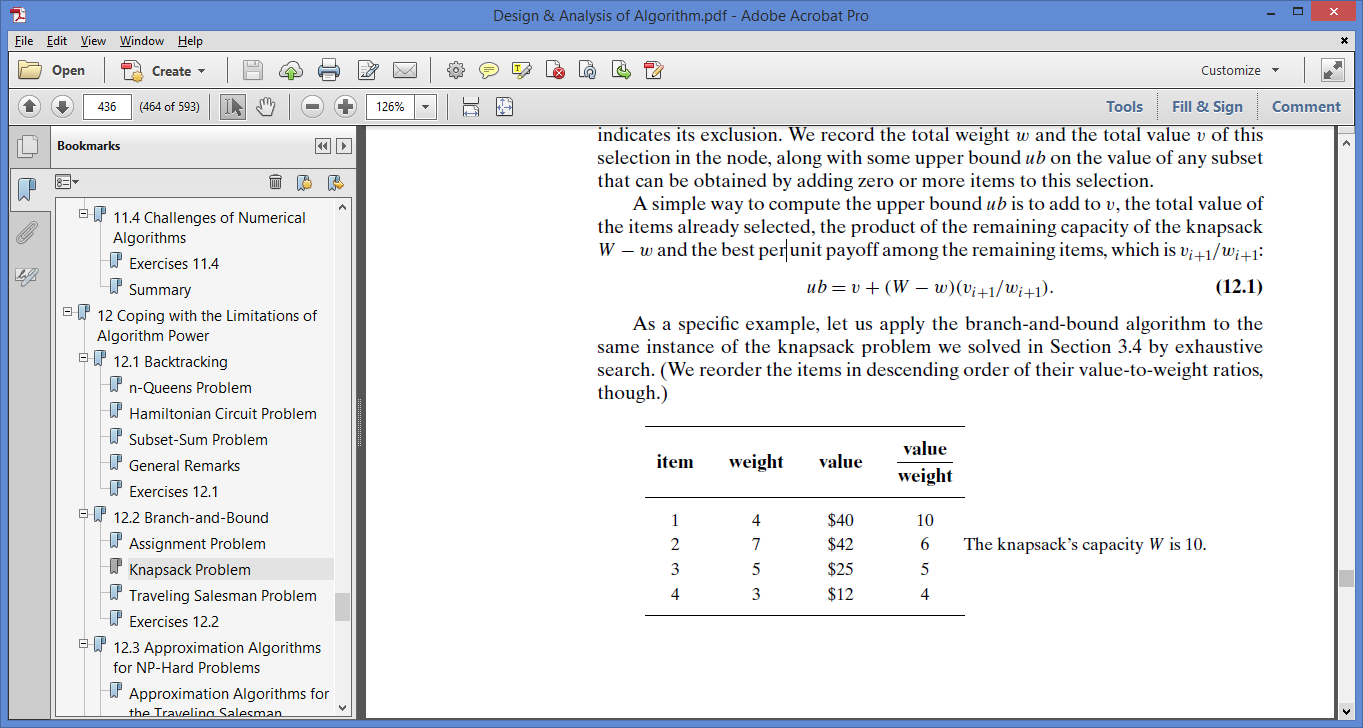 Design & Analysis of Algorithm.pdf - Adobe Acrobat Pro
File Edit View Window Help
Open Create Customize
436 (464 of 593) 126% Tools Fill & Sign Comment
Bookmarks
11.4 Challenges of Numerical
Algorithms
Exercises 11.4
Summary
12 Coping with the Limitations of
Algorithm Power
12.1 Backtracking
n-Queens Problem
Hamiltonian Circuit Problem
Subset-Sum Problem
General Remarks
Exercises 12.1
12.2 Branch-and-Bound
Assignment Problem
Knapsack Problem
Traveling Salesman Problem
Exercises 12.2
12.3 Approximation Algorithms
for NP-Hard Problems
Approximation Algorithms for
the Traveling Salesman
indicates its exclusion. We record the total weight w and the total value v of this
selection in the node, along with some upper bound ub on the value of any subset
that can be obtained by adding zero or more items to this selection.
A simple way to compute the upper bound ub is to add to v, the total value of
the items already selected, the product of the remaining capacity of the knapsack
W − w and the best per unit payoff among the remaining items, which is vi+1/wi+1:
ub = v + (W − w)(vi+1/wi+1). (12.1)
As a specific example, let us apply the branch-and-bound algorithm to the
same instance of the knapsack problem we solved in Section 3.4 by exhaustive
search. (We reorder the items in descending order of their value-to-weight ratios,
though.)
item weight value value
weight
1 4 $40 10
2 7 $42 6 The knapsack's capacity W is 10.
3 5 $25 5
4 3 $12 4